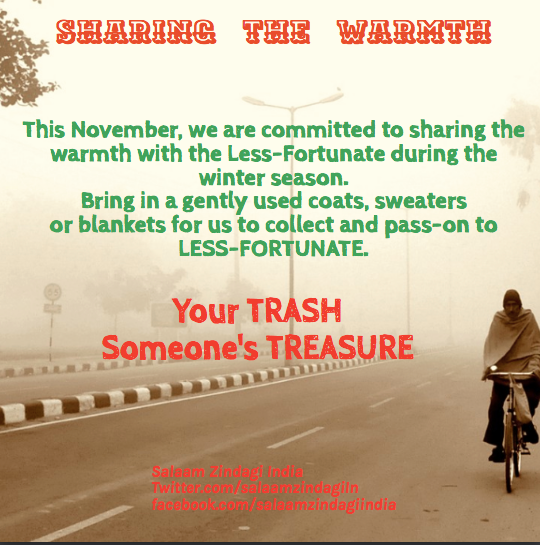 SHARING THE WARMTH
This November, we are committed to sharing the
warmth with the Less-Fortunate during the
winter season.
Bring in a gently used coats, sweaters
or blankets for us to collect and pass-on to
LESS-FORTUNATE.
Your TRASH
Someone's TREASURE
Salaam Zindagi India
Twitter.com/salaamzindagiIn
facebook.com/salaamzindagiindia